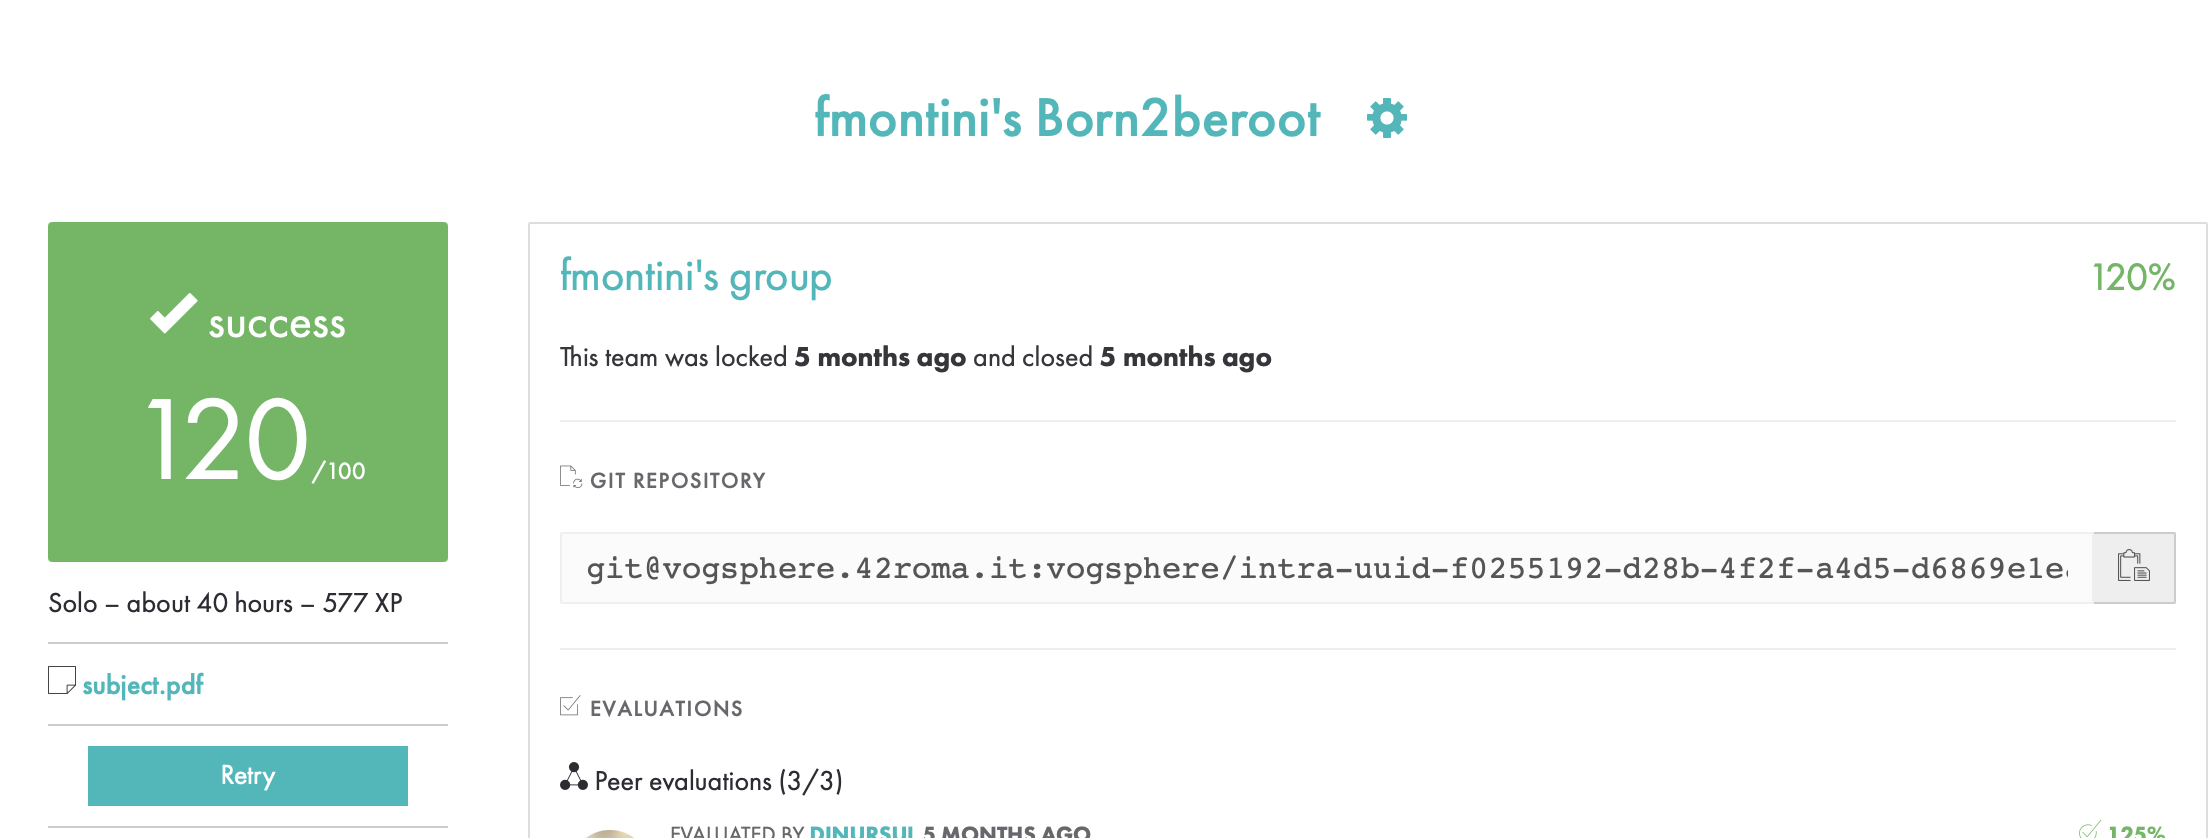 fmontini's Born2beroot
success
120/100
Solo – about 40 hours – 577 XP
subject.pdf
Retry
fmontini's group
120%
This team was locked 5 months ago and closed 5 months ago
GIT REPOSITORY
git@vogsphere.42roma.it:vogsphere/intra-uuid-f0255192-d28b-4f2f-a4d5-d6869e1e
EVALUATIONS
Peer evaluations (3/3)
EVALUATED BY DINURSUL 5 MONTHS AGO
125%